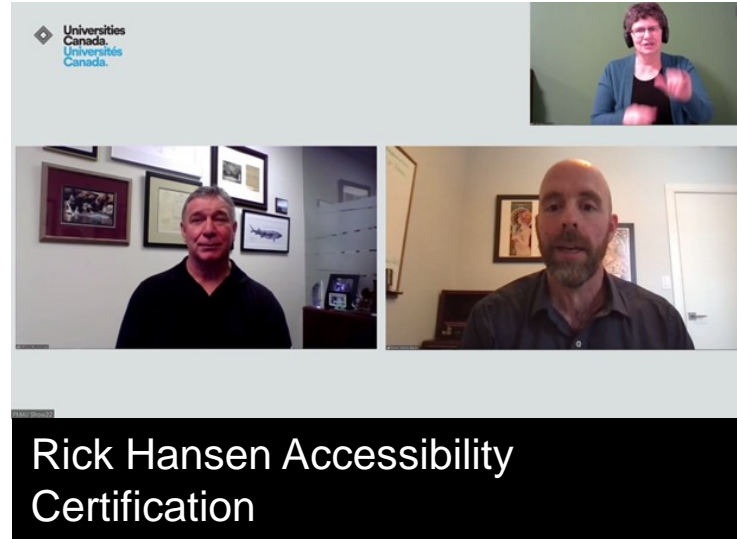 Universities
Canada.
Universités
Canada.
Rick Hansen Accessibility
Certification